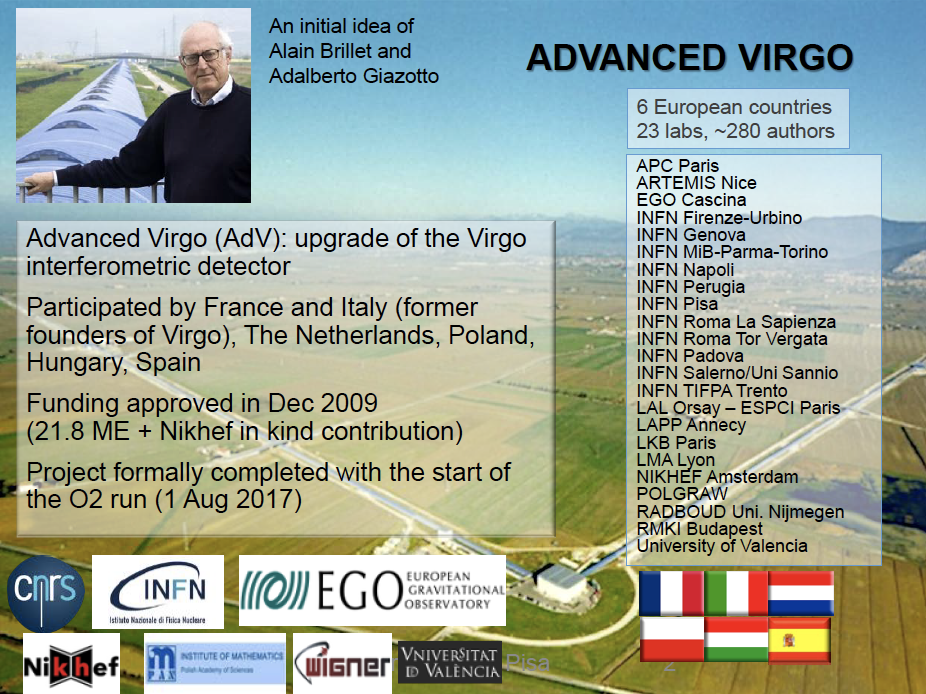 An initial idea of
Alain Brillet and
Adalberto Giazotto
ADVANCED VIRGO
6 European countries
23 labs, ~280 authors
APC Paris
ARTEMIS Nice
EGO Cascina
INFN Firenze-Urbino
INFN Genova
INFN MiB-Parma-Torino
INFN Napoli
INFN Perugia
INFN Pisa
INFN Roma La Sapienza
INFN Roma Tor Vergata
INFN Padova
INFN Salerno/Uni Sannio
INFN TIFPA Trento
LAL Orsay – ESPCI Paris
LAPP Annecy
LKB Paris
LMA Lyon
NIKHEF Amsterdam
POLGRAW
RADBOUD Uni. Nijmegen
RMKI Budapest
University of Valencia
Advanced Virgo (AdV): upgrade of the Virgo
interferometric detector
Participated by France and Italy (former
founders of Virgo), The Netherlands, Poland,
Hungary, Spain
Funding approved in Dec 2009
(21.8 ME + Nikhef in kind contribution)
Project formally completed with the start of
the O2 run (1 Aug 2017)
cnrs
INFN
Istituto Nazionale di Fisica Nucleare
EGO
EUROPEAN
GRAVITATIONAL
OBSERVATORY
Nikhef
INSTITUTE OF MATHEMATICS
Polish Academy of Sciences
wigner
VNIVERSITAT
ID VALÈNCIA
Pisa
2